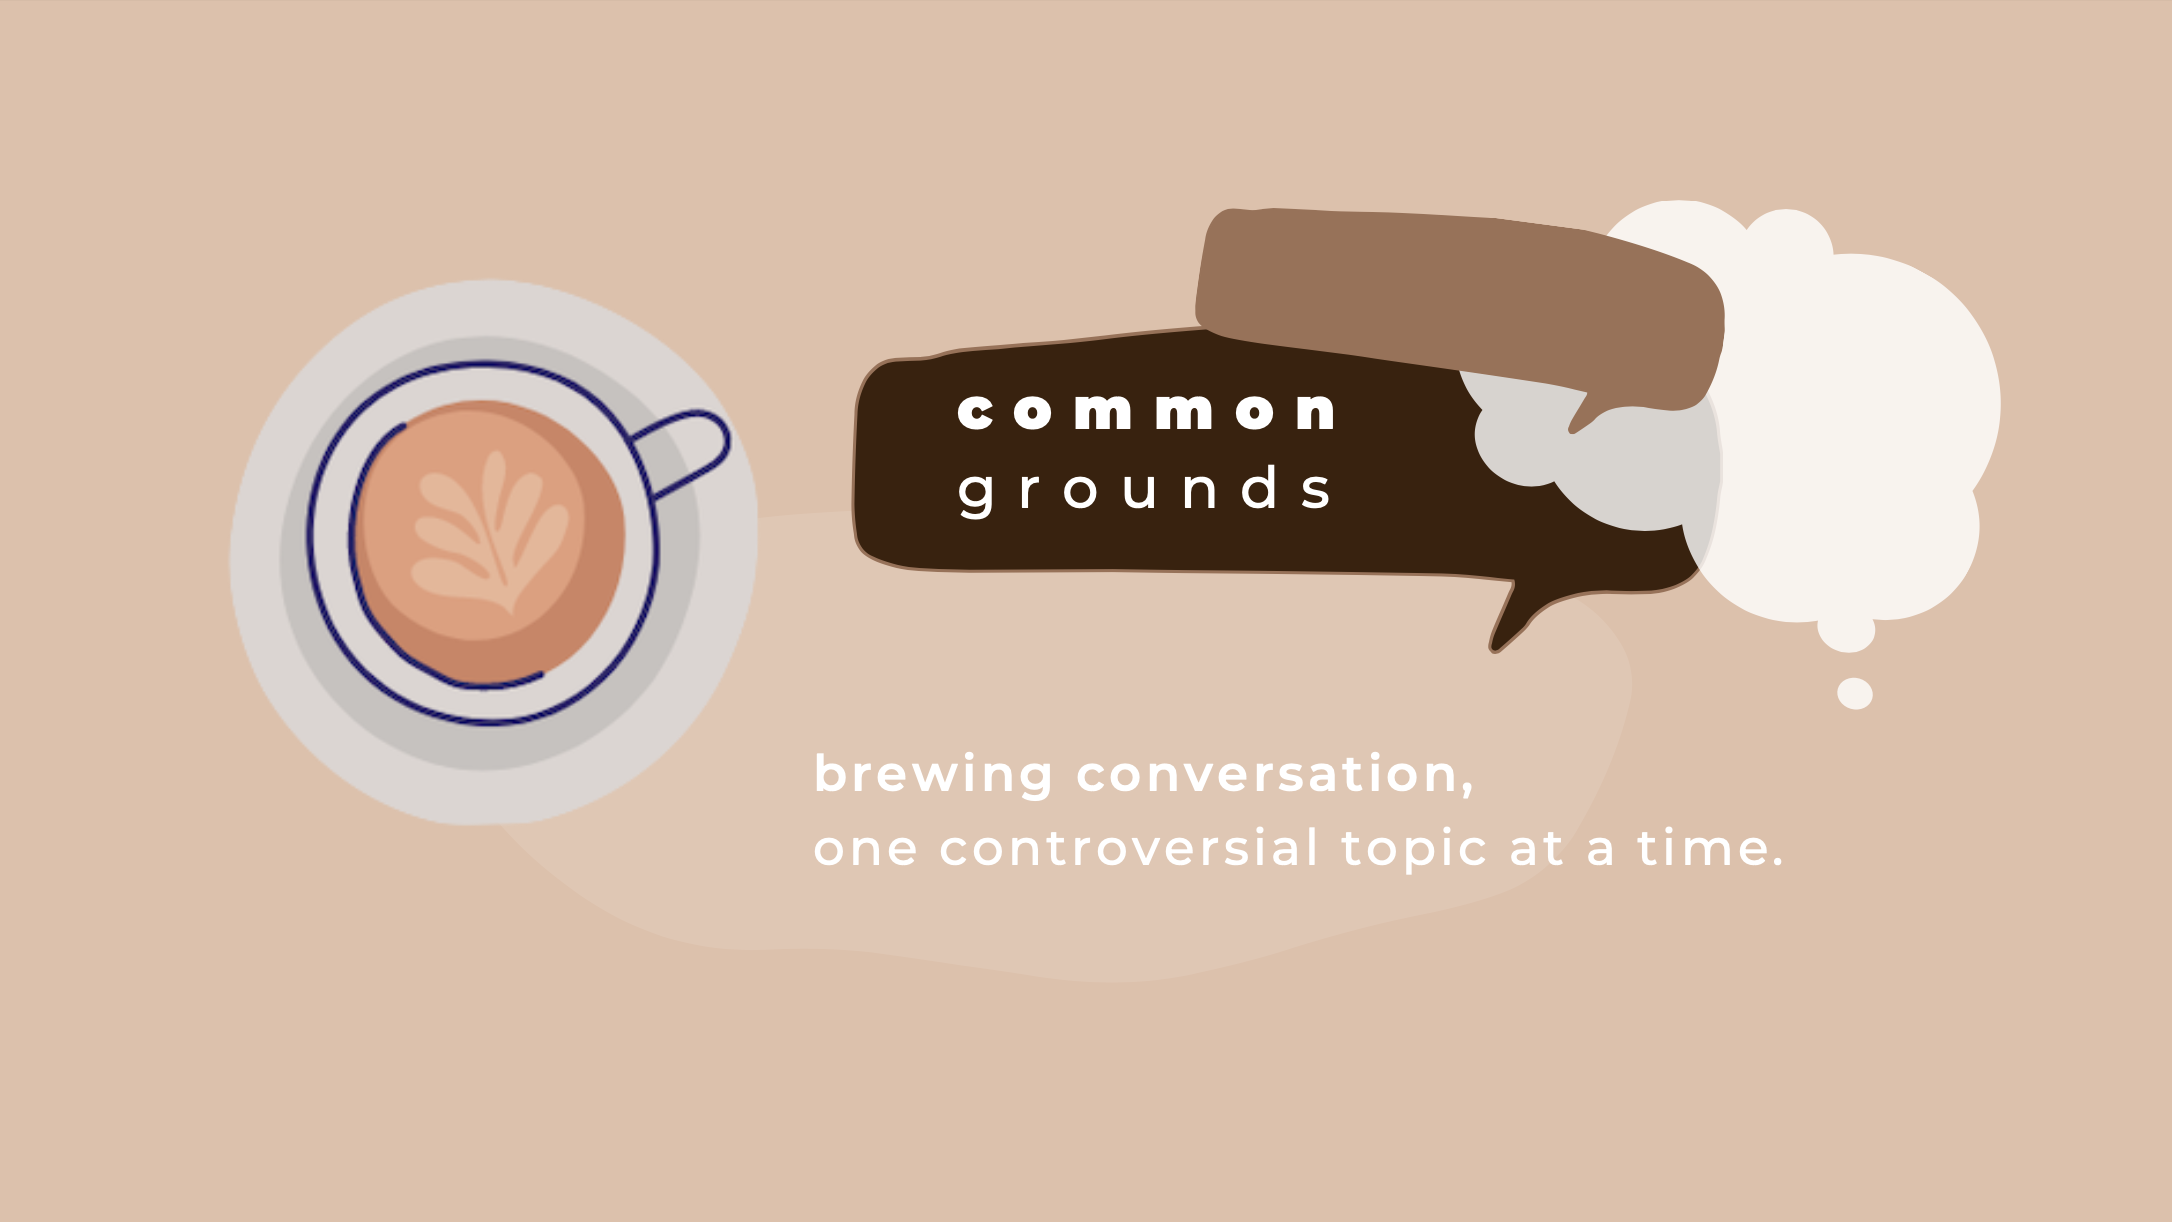 common
grounds
brewing conversation,
one controversial topic at a time.